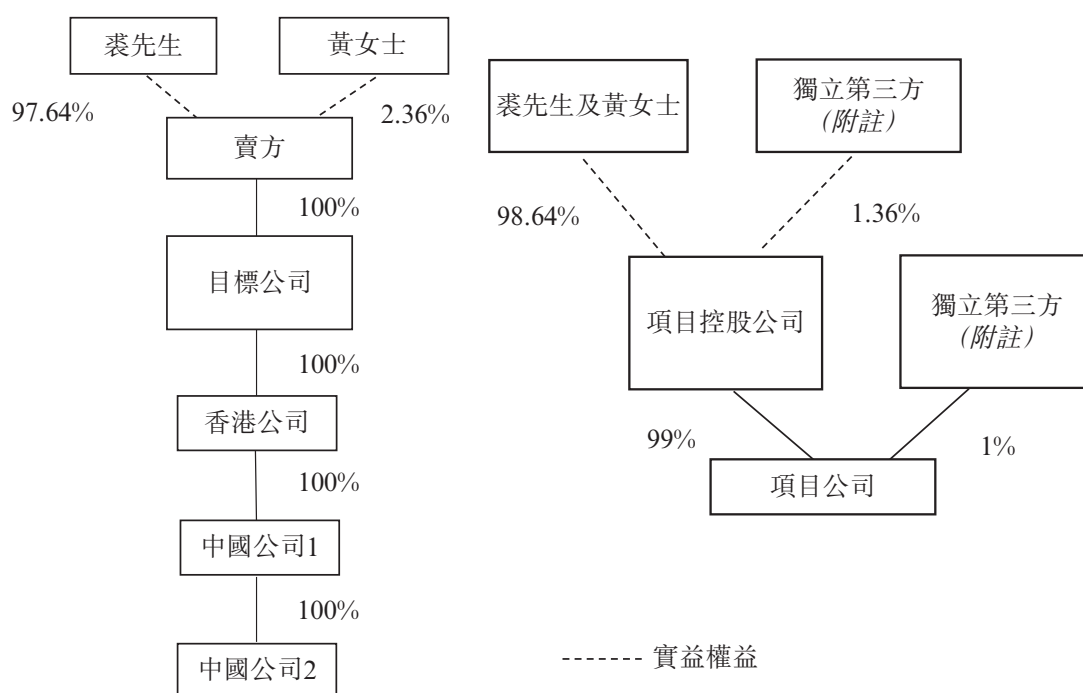 裘先生
黃女士
97.64%
2.36%
賣方
100%
目標公司
100%
香港公司
100%
中國公司1
100%
中國公司2
裘先生及黃女士
獨立第三方
（附註）
98.64%
1.36%
項目控股公司
獨立第三方
（附註）
99%
1%
項目公司
實益權益